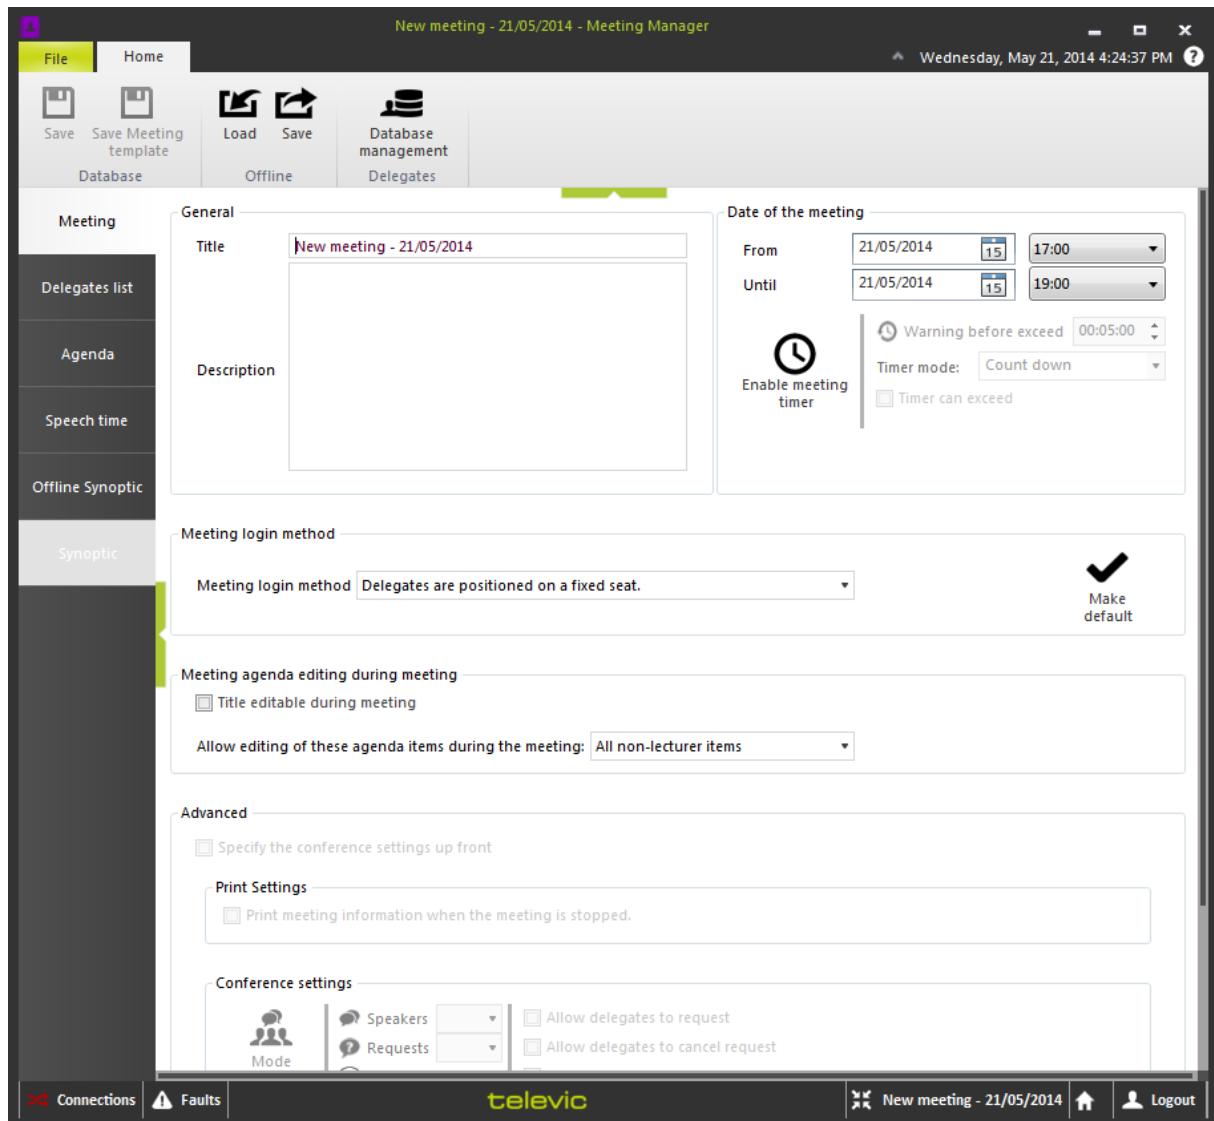 New meeting - 21/05/2014 - Meeting Manager
File
Home
Wednesday, May 21, 2014 4:24:37 PM
?
Save
Save Meeting
template
Database
Load
Save
Offline
Database
management
Delegates
Meeting
Delegates list
Agenda
Speech time
Offline Synoptic
Synoptic
General
Title
New meeting - 21/05/2014
Description
Date of the meeting
From
21/05/2014
15
17:00
Until
21/05/2014
15
19:00
Enable meeting
timer
Warning before exceed
00:05:00
Timer mode:
Count down
Timer can exceed
Meeting login method
Meeting login method
Delegates are positioned on a fixed seat.
Make
default
Meeting agenda editing during meeting
Title editable during meeting
Allow editing of these agenda items during the meeting:
All non-lecturer items
Advanced
Specify the conference settings up front
Print Settings
Print meeting information when the meeting is stopped.
Conference settings
Mode
Speakers
Requests
Allow delegates to request
Allow delegates to cancel request
Connections
Faults
televic
New meeting - 21/05/2014
Logout